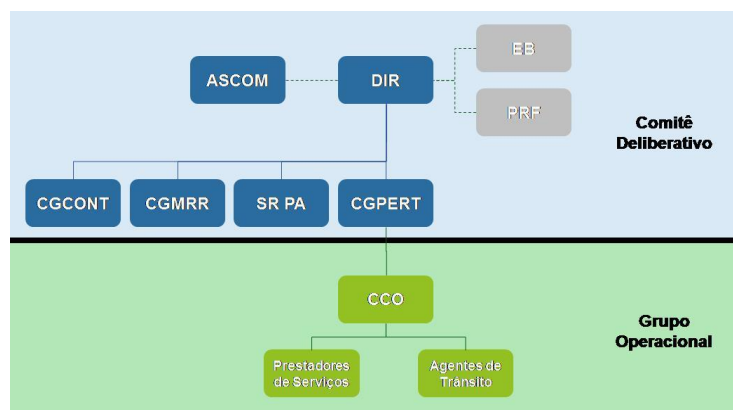 EB
ASCOM
DIR
PRF
Comitê
Deliberativo
CGCONT
CGMRR
SR PA
CGPERT
CCO
Grupo
Operacional
Prestadores
de Serviços
Agentes de
Trânsito